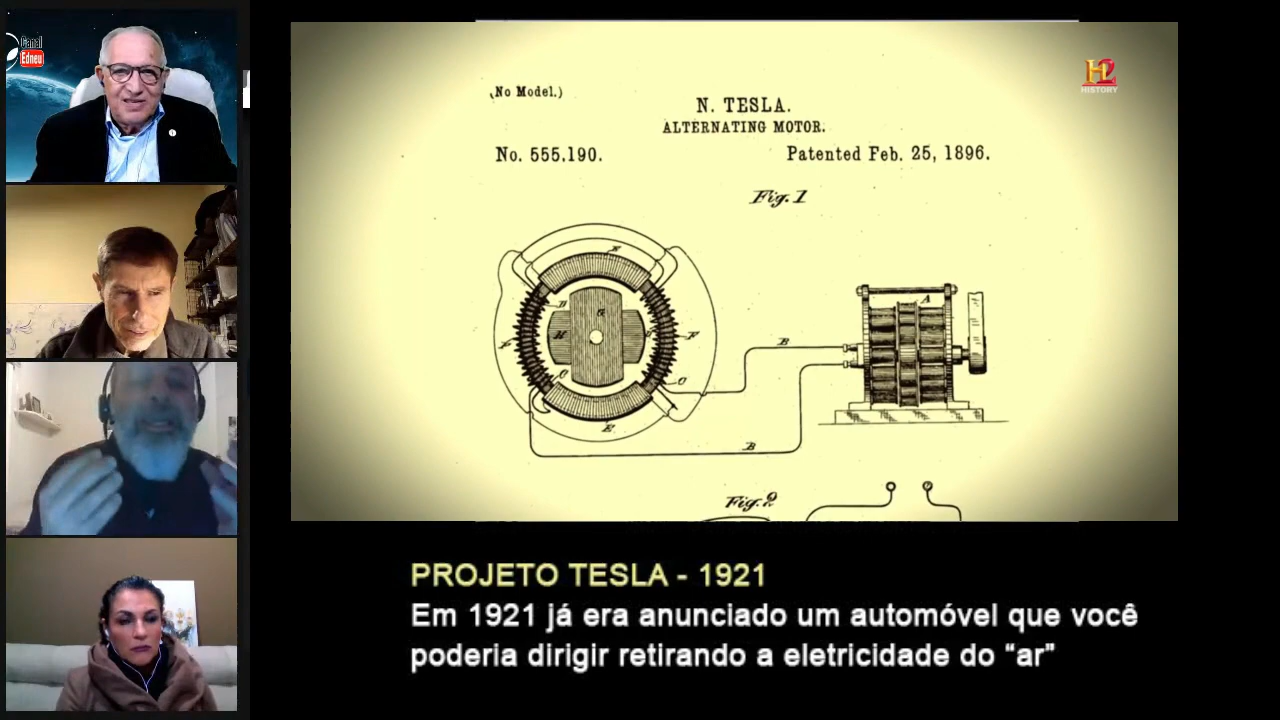 Canal
Edneu
H2
HISTORY
(No Model.)
N. TESLA.
ALTERNATING MOTOR.
No. 555,190.
Patented Feb. 25, 1896.
Fig. 1
E
D
G
H
F
F
C
C
E
B
B
A
Fig. 2
PROJETO TESLA - 1921
Em 1921 já era anunciado um automóvel que você
poderia dirigir retirando a eletricidade do “ar”